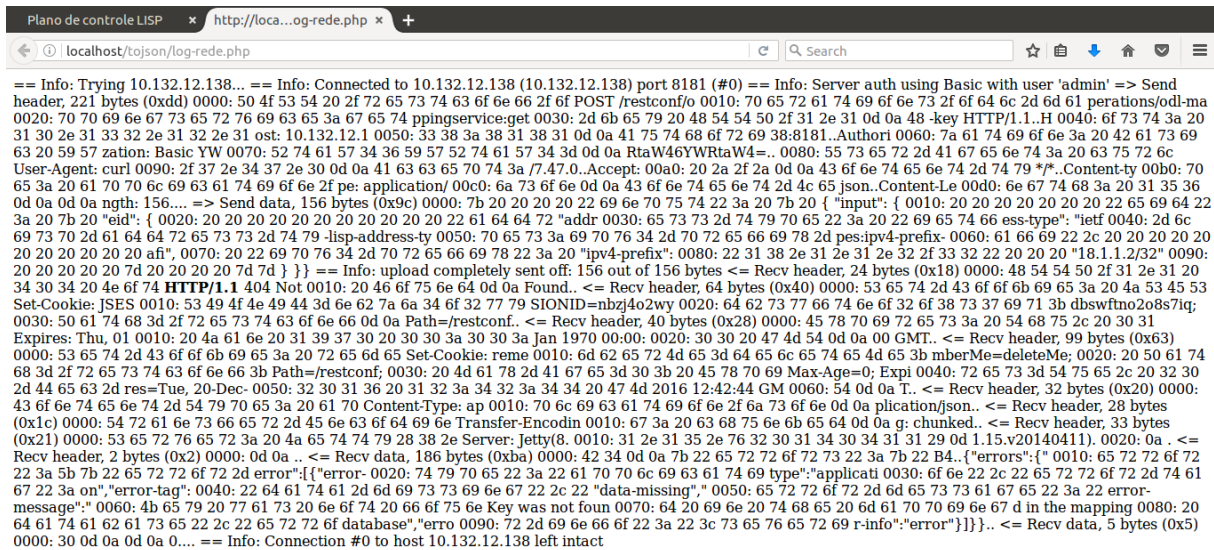 Plano de controle LISP × http://loca...og-rede.php × +
localhost/tojson/log-rede.php Search
== Info: Trying 10.132.12.138... == Info: Connected to 10.132.12.138 (10.132.12.138) port 8181 (#0) == Info: Server auth using Basic with user 'admin' => Send
header, 221 bytes (0xdd) 0000: 50 4f 53 54 20 2f 72 65 73 74 63 6f 6e 66 2f 6f POST /restconf/o 0010: 70 65 72 61 74 69 6f 6e 73 2f 6f 64 6c 2d 6d 61 perations/odl-ma
0020: 70 70 69 6e 67 73 65 72 76 69 63 65 3a 67 65 74 ppingservice:get 0030: 2d 6b 65 79 20 48 54 54 50 2f 31 2e 31 0d 0a 48 -key HTTP/1.1..H 0040: 6f 73 74 3a 20
31 30 2e 31 33 32 2e 31 32 2e 31 ost: 10.132.12.1 0050: 33 38 3a 38 31 38 31 0d 0a 41 75 74 68 6f 72 69 38:8181..Authori 0060: 7a 61 74 69 6f 6e 3a 20 42 61 73 69
63 20 59 57 zation: Basic YW 0070: 52 74 61 57 34 36 59 57 52 74 61 57 34 3d 0d 0a RtaW46YWRtaW4=.. 0080: 55 73 65 72 2d 41 67 65 6e 74 3a 20 63 75 72 6c
User-Agent: curl 0090: 2f 37 2e 34 37 2e 30 0d 0a 41 63 63 65 70 74 3a /7.47.0..Accept: 00a0: 20 2a 2f 2a 0d 0a 43 6f 6e 74 65 6e 74 2d 74 79 */*..Content-ty 00b0: 70
65 3a 20 61 70 70 6c 69 63 61 74 69 6f 6e 2f pe: application/ 00c0: 6a 73 6f 6e 0d 0a 43 6f 6e 74 65 6e 74 2d 4c 65 json..Content-Le 00d0: 6e 67 74 68 3a 20 31 35 36
0d 0a 0d 0a ngth: 156.... => Send data, 156 bytes (0x9c) 0000: 7b 20 20 20 20 22 69 6e 70 75 74 22 3a 20 7b 20 { "input": { 0010: 20 20 20 20 20 20 20 22 65 69 64 22
3a 20 7b 20 "eid": { 0020: 20 20 20 20 20 20 20 20 20 20 20 22 61 64 64 72 "addr 0030: 65 73 73 2d 74 79 70 65 22 3a 20 22 69 65 74 66 ess-type": "ietf 0040: 2d 6c
69 73 70 2d 61 64 64 72 65 73 73 2d 74 79 -lisp-address-ty 0050: 70 65 73 3a 69 70 76 34 2d 70 72 65 66 69 78 2d pes:ipv4-prefix- 0060: 61 66 69 22 2c 20 20 20 20 20
20 20 20 20 20 20 afi", 0070: 20 22 69 70 76 34 2d 70 72 65 66 69 78 22 3a 20 "ipv4-prefix": 0080: 22 31 38 2e 31 2e 31 2e 32 2f 33 32 22 20 20 20 "18.1.1.2/32" 0090:
20 20 20 20 20 7d 20 20 20 20 7d 7d } }} == Info: upload completely sent off: 156 out of 156 bytes <= Recv header, 24 bytes (0x18) 0000: 48 54 54 50 2f 31 2e 31 20
34 30 34 20 4e 6f 74 HTTP/1.1 404 Not 0010: 20 46 6f 75 6e 64 0d 0a Found.. <= Recv header, 64 bytes (0x40) 0000: 53 65 74 2d 43 6f 6f 6b 69 65 3a 20 4a 53 45 53
Set-Cookie: JSES 0010: 53 49 4f 4e 49 44 3d 6e 62 7a 6a 34 6f 32 77 79 SIONID=nbzj4o2wy 0020: 64 62 73 77 66 74 6e 6f 32 6f 38 73 37 69 71 3b dbswftno2o8s7iq;
0030: 50 61 74 68 3d 2f 72 65 73 74 63 6f 6e 66 0d 0a Path=/restconf.. <= Recv header, 40 bytes (0x28) 0000: 45 78 70 69 72 65 73 3a 20 54 68 75 2c 20 30 31
Expires: Thu, 01 0010: 20 4a 61 6e 20 31 39 37 30 20 30 30 3a 30 30 3a Jan 1970 00:00: 0020: 30 30 20 47 4d 54 0d 0a 00 GMT.. <= Recv header, 99 bytes (0x63)
0000: 53 65 74 2d 43 6f 6f 6b 69 65 3a 20 72 65 6d 65 Set-Cookie: reme 0010: 6d 62 65 72 4d 65 3d 64 65 6c 65 74 65 4d 65 3b mberMe=deleteMe; 0020: 20 50 61 74
68 3d 2f 72 65 73 74 63 6f 6e 66 3b Path=/restconf; 0030: 20 4d 61 78 2d 41 67 65 3d 30 3b 20 45 78 70 69 Max-Age=0; Expi 0040: 72 65 73 3d 54 75 65 2c 20 32 30
2d 44 65 63 2d res=Tue, 20-Dec- 0050: 32 30 31 36 20 31 32 3a 34 32 3a 34 34 20 47 4d 2016 12:42:44 GM 0060: 54 0d 0a T.. <= Recv header, 32 bytes (0x20) 0000:
43 6f 6e 74 65 6e 74 2d 54 79 70 65 3a 20 61 70 Content-Type: ap 0010: 70 6c 69 63 61 74 69 6f 6e 2f 6a 73 6f 6e 0d 0a plication/json.. <= Recv header, 28 bytes
(0x1c) 0000: 54 72 61 6e 73 66 65 72 2d 45 6e 63 6f 64 69 6e Transfer-Encodin 0010: 67 3a 20 63 68 75 6e 6b 65 64 0d 0a g: chunked.. <= Recv header, 33 bytes
(0x21) 0000: 53 65 72 76 65 72 3a 20 4a 65 74 74 79 28 38 2e Server: Jetty(8. 0010: 31 2e 31 35 2e 76 32 30 31 34 30 34 31 31 29 0d 1.15.v20140411). 0020: 0a . <=
Recv header, 2 bytes (0x2) 0000: 0d 0a .. <= Recv data, 186 bytes (0xba) 0000: 42 34 0d 0a 7b 22 65 72 72 6f 72 73 22 3a 7b 22 B4..{"errors":{" 0010: 65 72 72 6f 72
22 3a 5b 7b 22 65 72 72 6f 72 2d error":[{"error- 0020: 74 79 70 65 22 3a 22 61 70 70 6c 69 63 61 74 69 type":"applicati 0030: 6f 6e 22 2c 22 65 72 72 6f 72 2d 74 61
67 22 3a on","error-tag": 0040: 22 64 61 74 61 2d 6d 69 73 73 69 6e 67 22 2c 22 "data-missing"," 0050: 65 72 72 6f 72 2d 6d 65 73 73 61 67 65 22 3a 22 error-
message":" 0060: 4b 65 79 20 77 61 73 20 6e 6f 74 20 66 6f 75 6e Key was not foun 0070: 64 20 69 6e 20 74 68 65 20 6d 61 70 70 69 6e 67 d in the mapping 0080: 20
64 61 74 61 62 61 73 65 22 2c 22 65 72 72 6f database","erro 0090: 72 2d 69 6e 66 6f 22 3a 22 3c 73 65 76 65 72 69 r-info":"error"}]}}.. <= Recv data, 5 bytes (0x5)
0000: 30 0d 0a 0d 0a 0.... == Info: Connection #0 to host 10.132.12.138 left intact